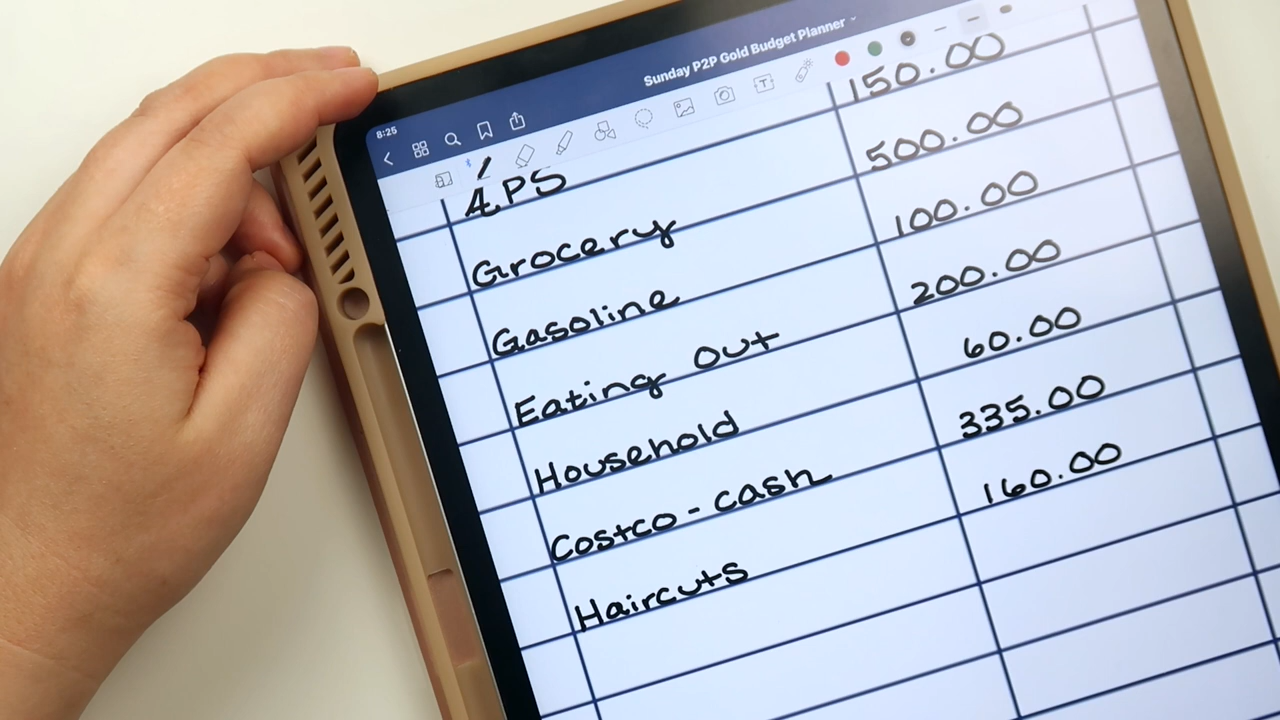 8:25
Sunday P2P Gold Budget Planner
APS 150.00
Grocery 500.00
Gasoline 100.00
Eating Out 200.00
Household 60.00
Costco - cash 335.00
Haircuts 160.00